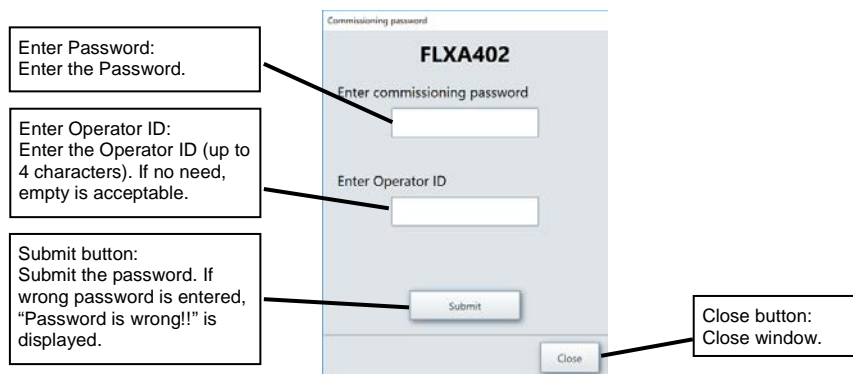 Commissioning password
FLXA402
Enter Password:
Enter the Password.
Enter commissioning password
Enter Operator ID:
Enter the Operator ID (up to
4 characters). If no need,
empty is acceptable.
Enter Operator ID
Submit button:
Submit the password. If
wrong password is entered,
“Password is wrong!!” is
displayed.
Submit
Close button:
Close window.
Close